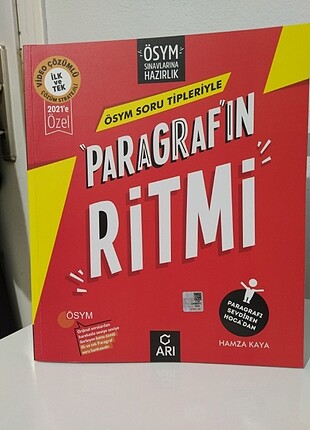 ÖSYM
SINAVLARINA
HAZIRLIK
VİDEO ÇÖZÜMLÜ
İLK ve
TEK
2021'e
Özel
ÖSYM SORU TİPLERİYLE
PARAGRAF'IN
RİTMİ
PARAGRAFI
SEVDİREN
HOCA'DAN
ÖSYM
ARI
HAMZA KAYA